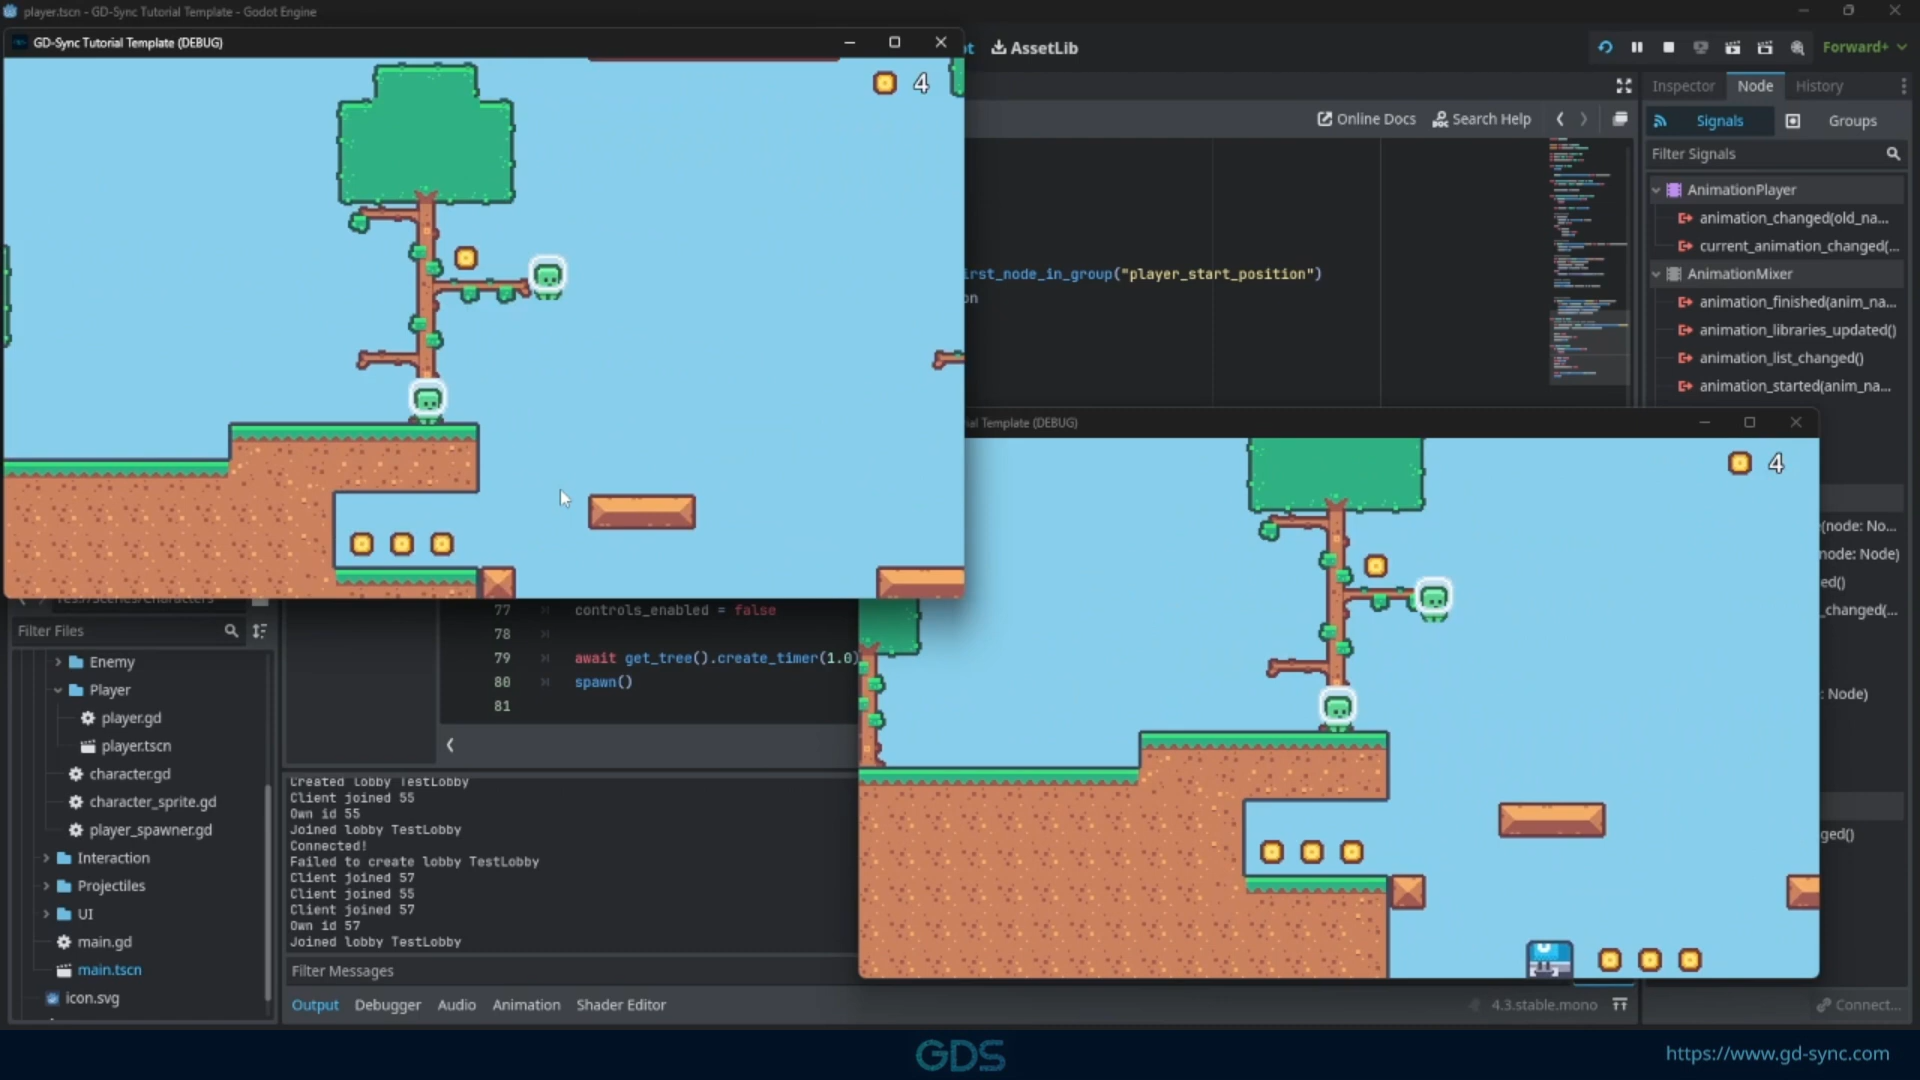 player.tscn - GD-Sync Tutorial Template - Godot Engine
GD-Sync Tutorial Template (DEBUG)
AssetLib
Forward+
4
Inspector
Node
History
Online Docs
Search Help
Signals
Groups
Filter Signals
AnimationPlayer
animation_changed(old_na...
current_animation_changed(...
AnimationMixer
animation_finished(anim_na...
animation_libraries_updated()
animation_list_changed()
animation_started(anim_na...
irst_node_in_group("player_start_position")
on
ial Template (DEBUG)
4
(node: No...
node: Node)
ed()
_changed(...
: Node)
ged()
Filter Files
Enemy
Player
player.gd
player.tscn
character.gd
character_sprite.gd
player_spawner.gd
Interaction
Projectiles
UI
main.gd
main.tscn
icon.svg
77 controls_enabled = false
78
79 await get_tree().create_timer(1.0)
80 spawn()
81
Created lobby TestLobby
Client joined 55
Own id 55
Joined lobby TestLobby
Connected!
Failed to create lobby TestLobby
Client joined 57
Client joined 55
Client joined 57
Own id 57
Joined lobby TestLobby
Filter Messages
Output
Debugger
Audio
Animation
Shader Editor
4.3.stable.mono
Connect...
GDS
https://www.gd-sync.com